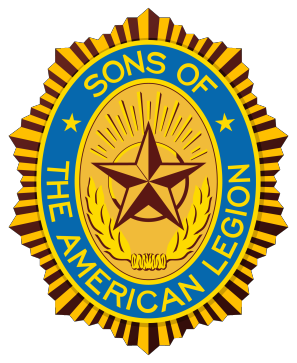 SONS OF
THE AMERICAN LEGION